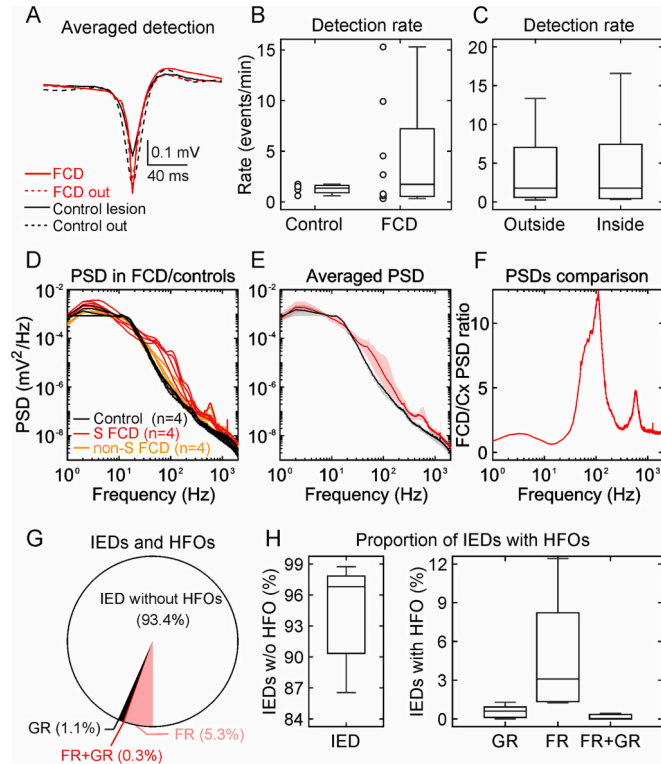 A
Averaged detection
0.1 mV
40 ms
FCD
FCD out
Control lesion
Control out
B
Detection rate
Rate (events/min)
15
10
5
0
Control
FCD
C
Detection rate
20
15
10
5
0
Outside
Inside
D
PSD in FCD/controls
PSD (mV²/Hz)
10⁻²
10⁻⁴
10⁻⁶
10⁻⁸
Control (n=4)
S FCD (n=4)
non-S FCD (n=4)
10⁰ 10¹ 10² 10³
Frequency (Hz)
E
Averaged PSD
10⁻²
10⁻⁴
10⁻⁶
10⁻⁸
10⁰ 10¹ 10² 10³
Frequency (Hz)
F
PSDs comparison
FCD/Cx PSD ratio
10
5
0
10⁰ 10¹ 10² 10³
Frequency (Hz)
G
IEDs and HFOs
IED without HFOs
(93.4%)
GR (1.1%)
FR (5.3%)
FR+GR (0.3%)
H
Proportion of IEDs with HFOs
IEDs w/o HFO (%)
99
96
93
90
87
84
IED
IEDs with HFO (%)
12
9
6
3
0
GR
FR
FR+GR